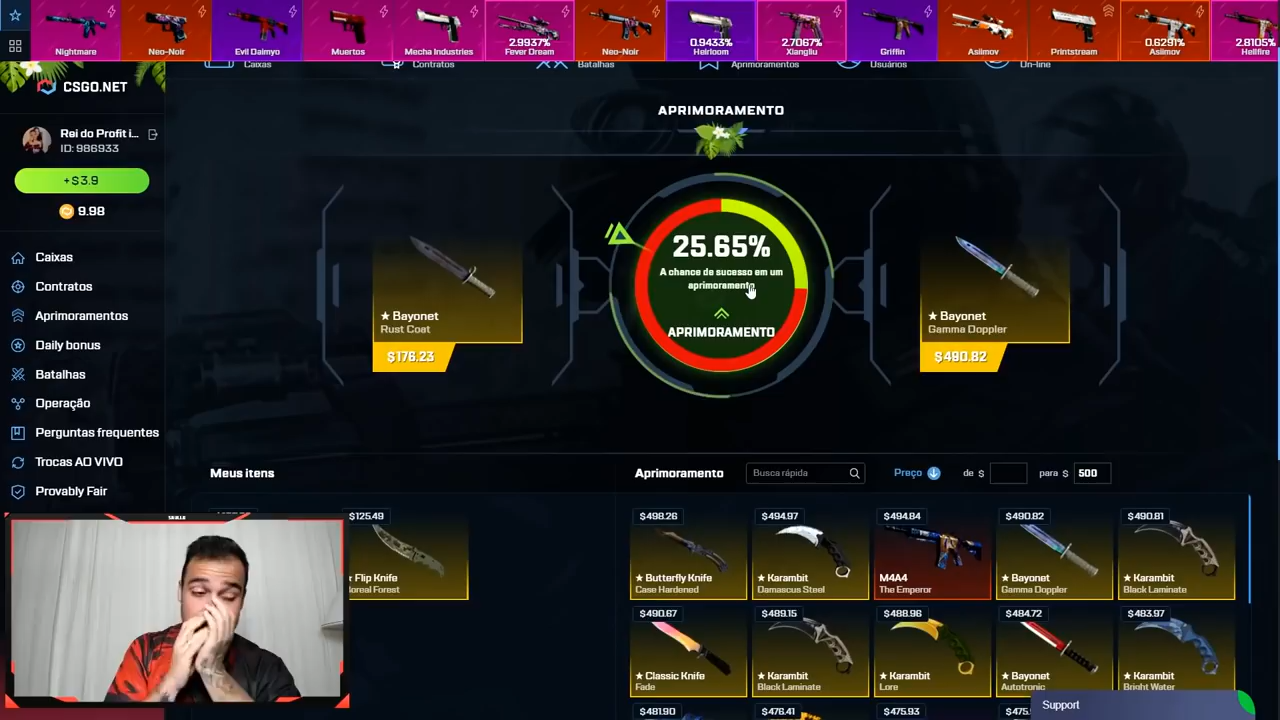 Nightmare
Neo-Noir
Evil Daimyo
Muertos
Mecha Industries
2.9937%
Fever Dream
Neo-Noir
0.9433%
Heirloom
2.7067%
Xiangliu
Griffin
Asiimov
Printstream
0.6291%
Asiimov
2.8105%
Hellfire
Caixas
Contratos
Batalhas
Aprimoramentos
Usuários
On-line
CSGO.NET
Rei do Profit i...
ID: 986933
+$3.9
9.98
Caixas
Contratos
Aprimoramentos
Daily bonus
Batalhas
Operação
Perguntas frequentes
Trocas AO VIVO
Provably Fair
APRIMORAMENTO
★ Bayonet
Rust Coat
$176.23
25.65%
A chance de sucesso em um
aprimoramento
APRIMORAMENTO
★ Bayonet
Gamma Doppler
$490.82
Meus itens
Aprimoramento
Busca rápida
Preço
de $
para $ 500
$125.49
Flip Knife
Boreal Forest
$498.26
★ Butterfly Knife
Case Hardened
$494.97
★ Karambit
Damascus Steel
$494.84
M4A4
The Emperor
$490.82
★ Bayonet
Gamma Doppler
$490.81
★ Karambit
Black Laminate
$490.67
★ Classic Knife
Fade
$489.15
★ Karambit
Black Laminate
$488.96
★ Karambit
Lore
$484.72
★ Bayonet
Autotronic
$483.97
★ Karambit
Bright Water
$481.90
$476.41
$475.93
Support